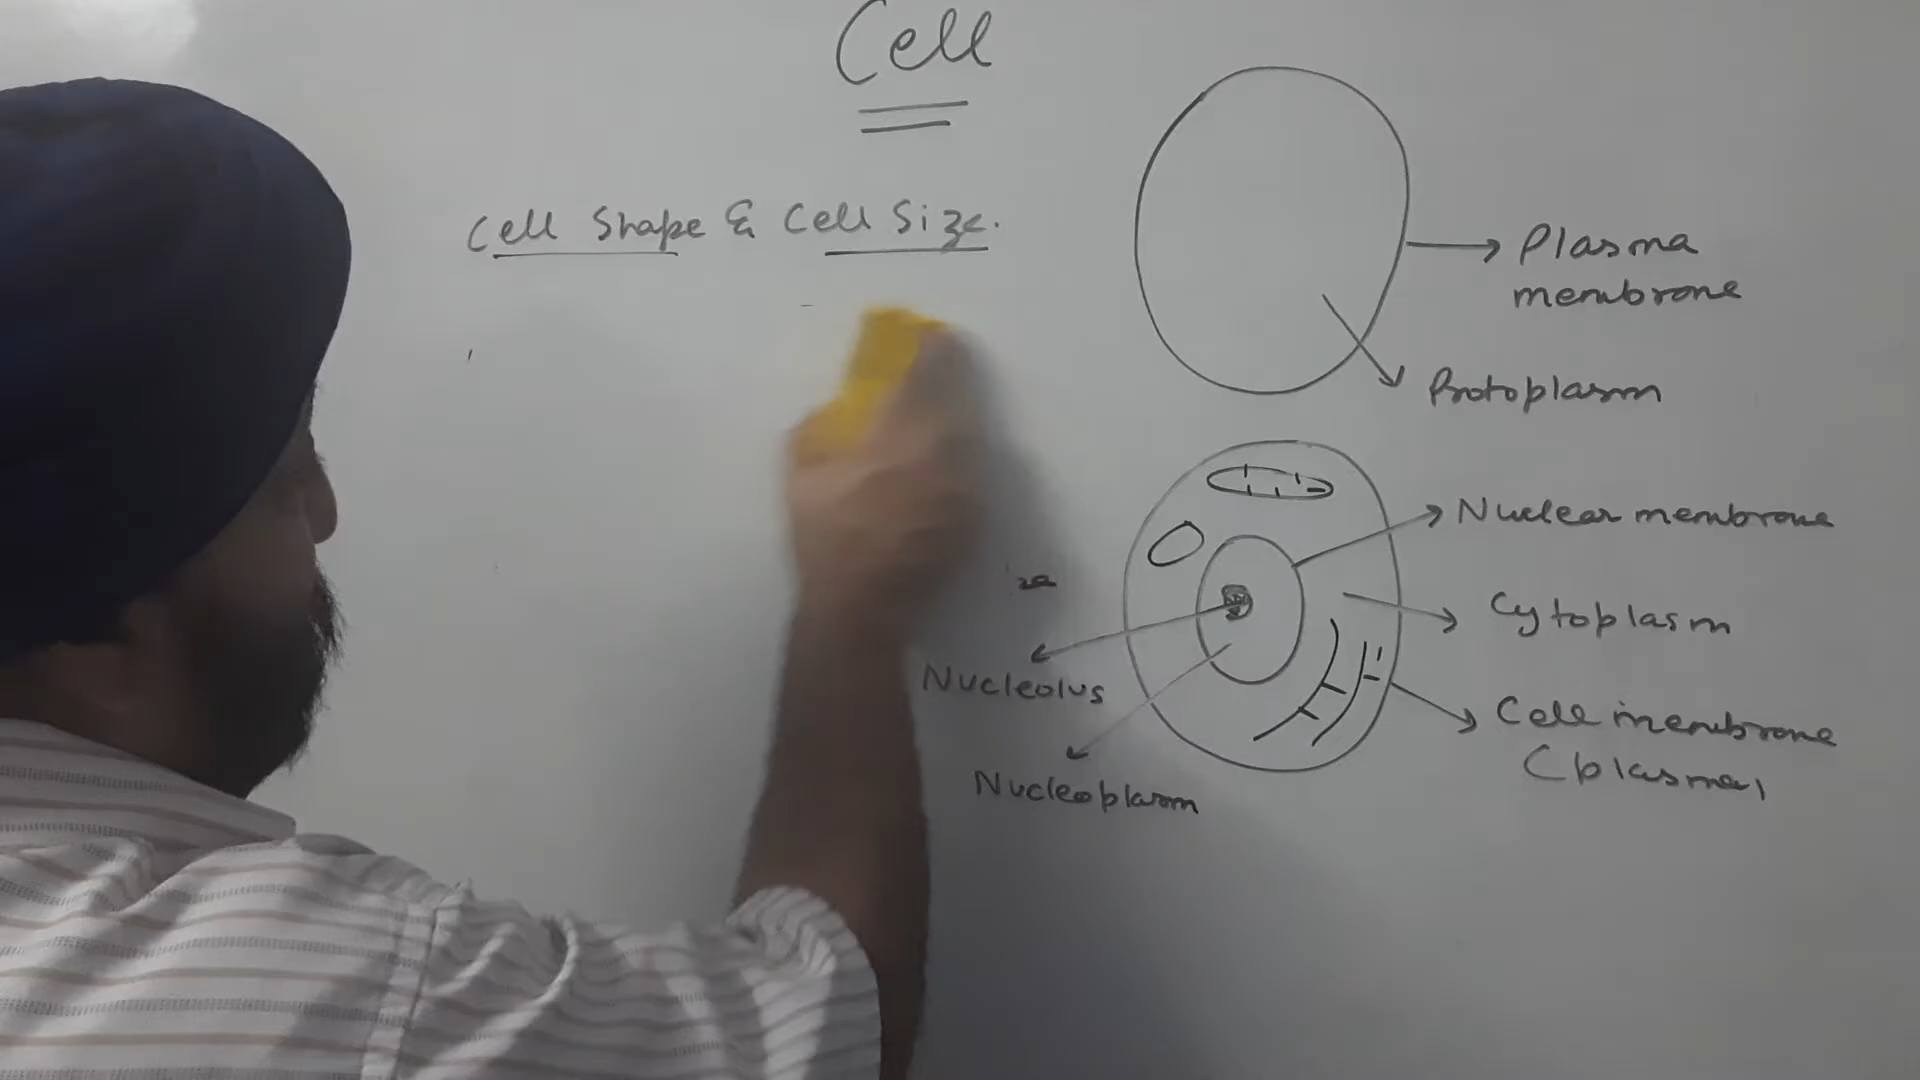 Cell
Cell Shape & Cell Size.
Plasma
membrane
Protoplasm
Nuclear membrane
Cytoplasm
Nucleolus
Cell membrane
(plasma)
Nucleoplasm